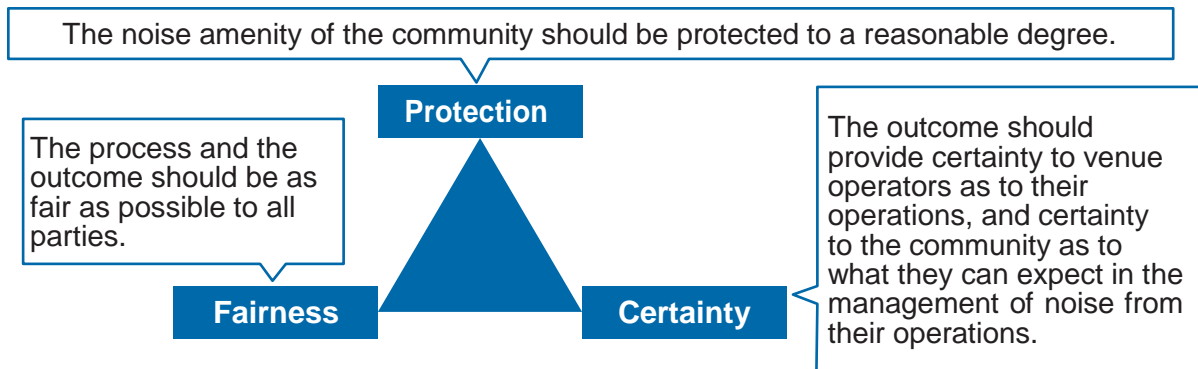 The noise amenity of the community should be protected to a reasonable degree.
Protection
The process and the
outcome should be as
fair as possible to all
parties.
Fairness
The outcome should
provide certainty to venue
operators as to their
operations, and certainty
to the community as to
what they can expect in the
management of noise from
their operations.
Certainty